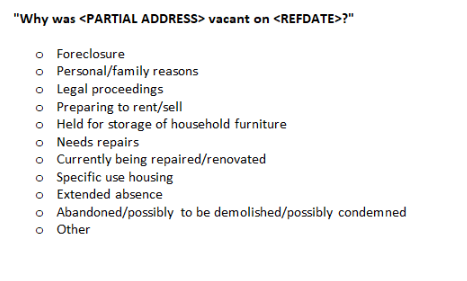 "Why was <PARTIAL ADDRESS> vacant on <REFDATE>?"
o Foreclosure
o Personal/family reasons
o Legal proceedings
o Preparing to rent/sell
o Held for storage of household furniture
o Needs repairs
o Currently being repaired/renovated
o Specific use housing
o Extended absence
o Abandoned/possibly to be demolished/possibly condemned
o Other